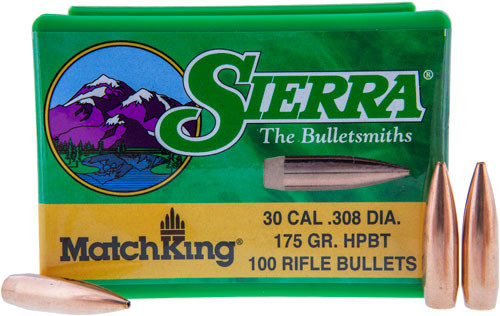 SIERRA®
The Bulletsmiths
MatchKing®
30 CAL .308 DIA.
175 GR. HPBT
100 RIFLE BULLETS